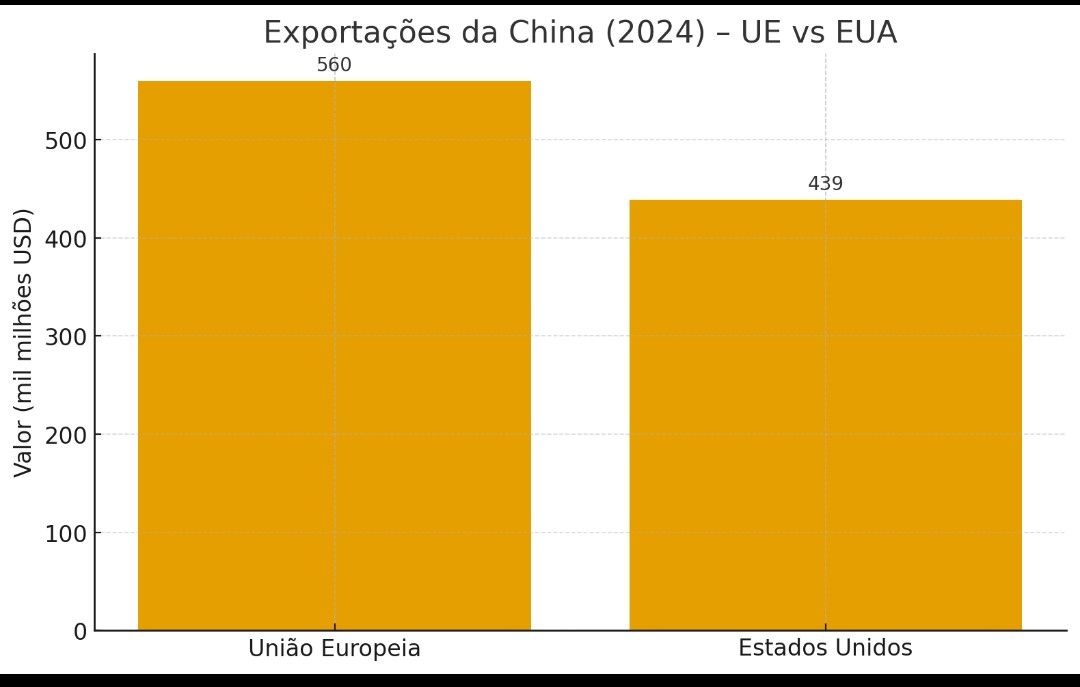 Exportações da China (2024) – UE vs EUA
560
439
Valor (mil milhões USD)
500
400
300
200
100
0
União Europeia
Estados Unidos